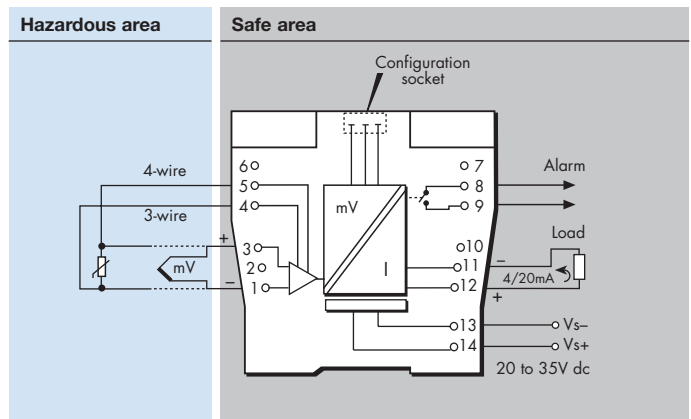 Hazardous area
Safe area
Configuration
socket
4-wire
3-wire
+
mV
−
6
5
4
3
2
1
mV
I
7
8
9
10
11
12
13
14
Alarm
Load
−
4/20mA
+
Vs−
Vs+
20 to 35V dc